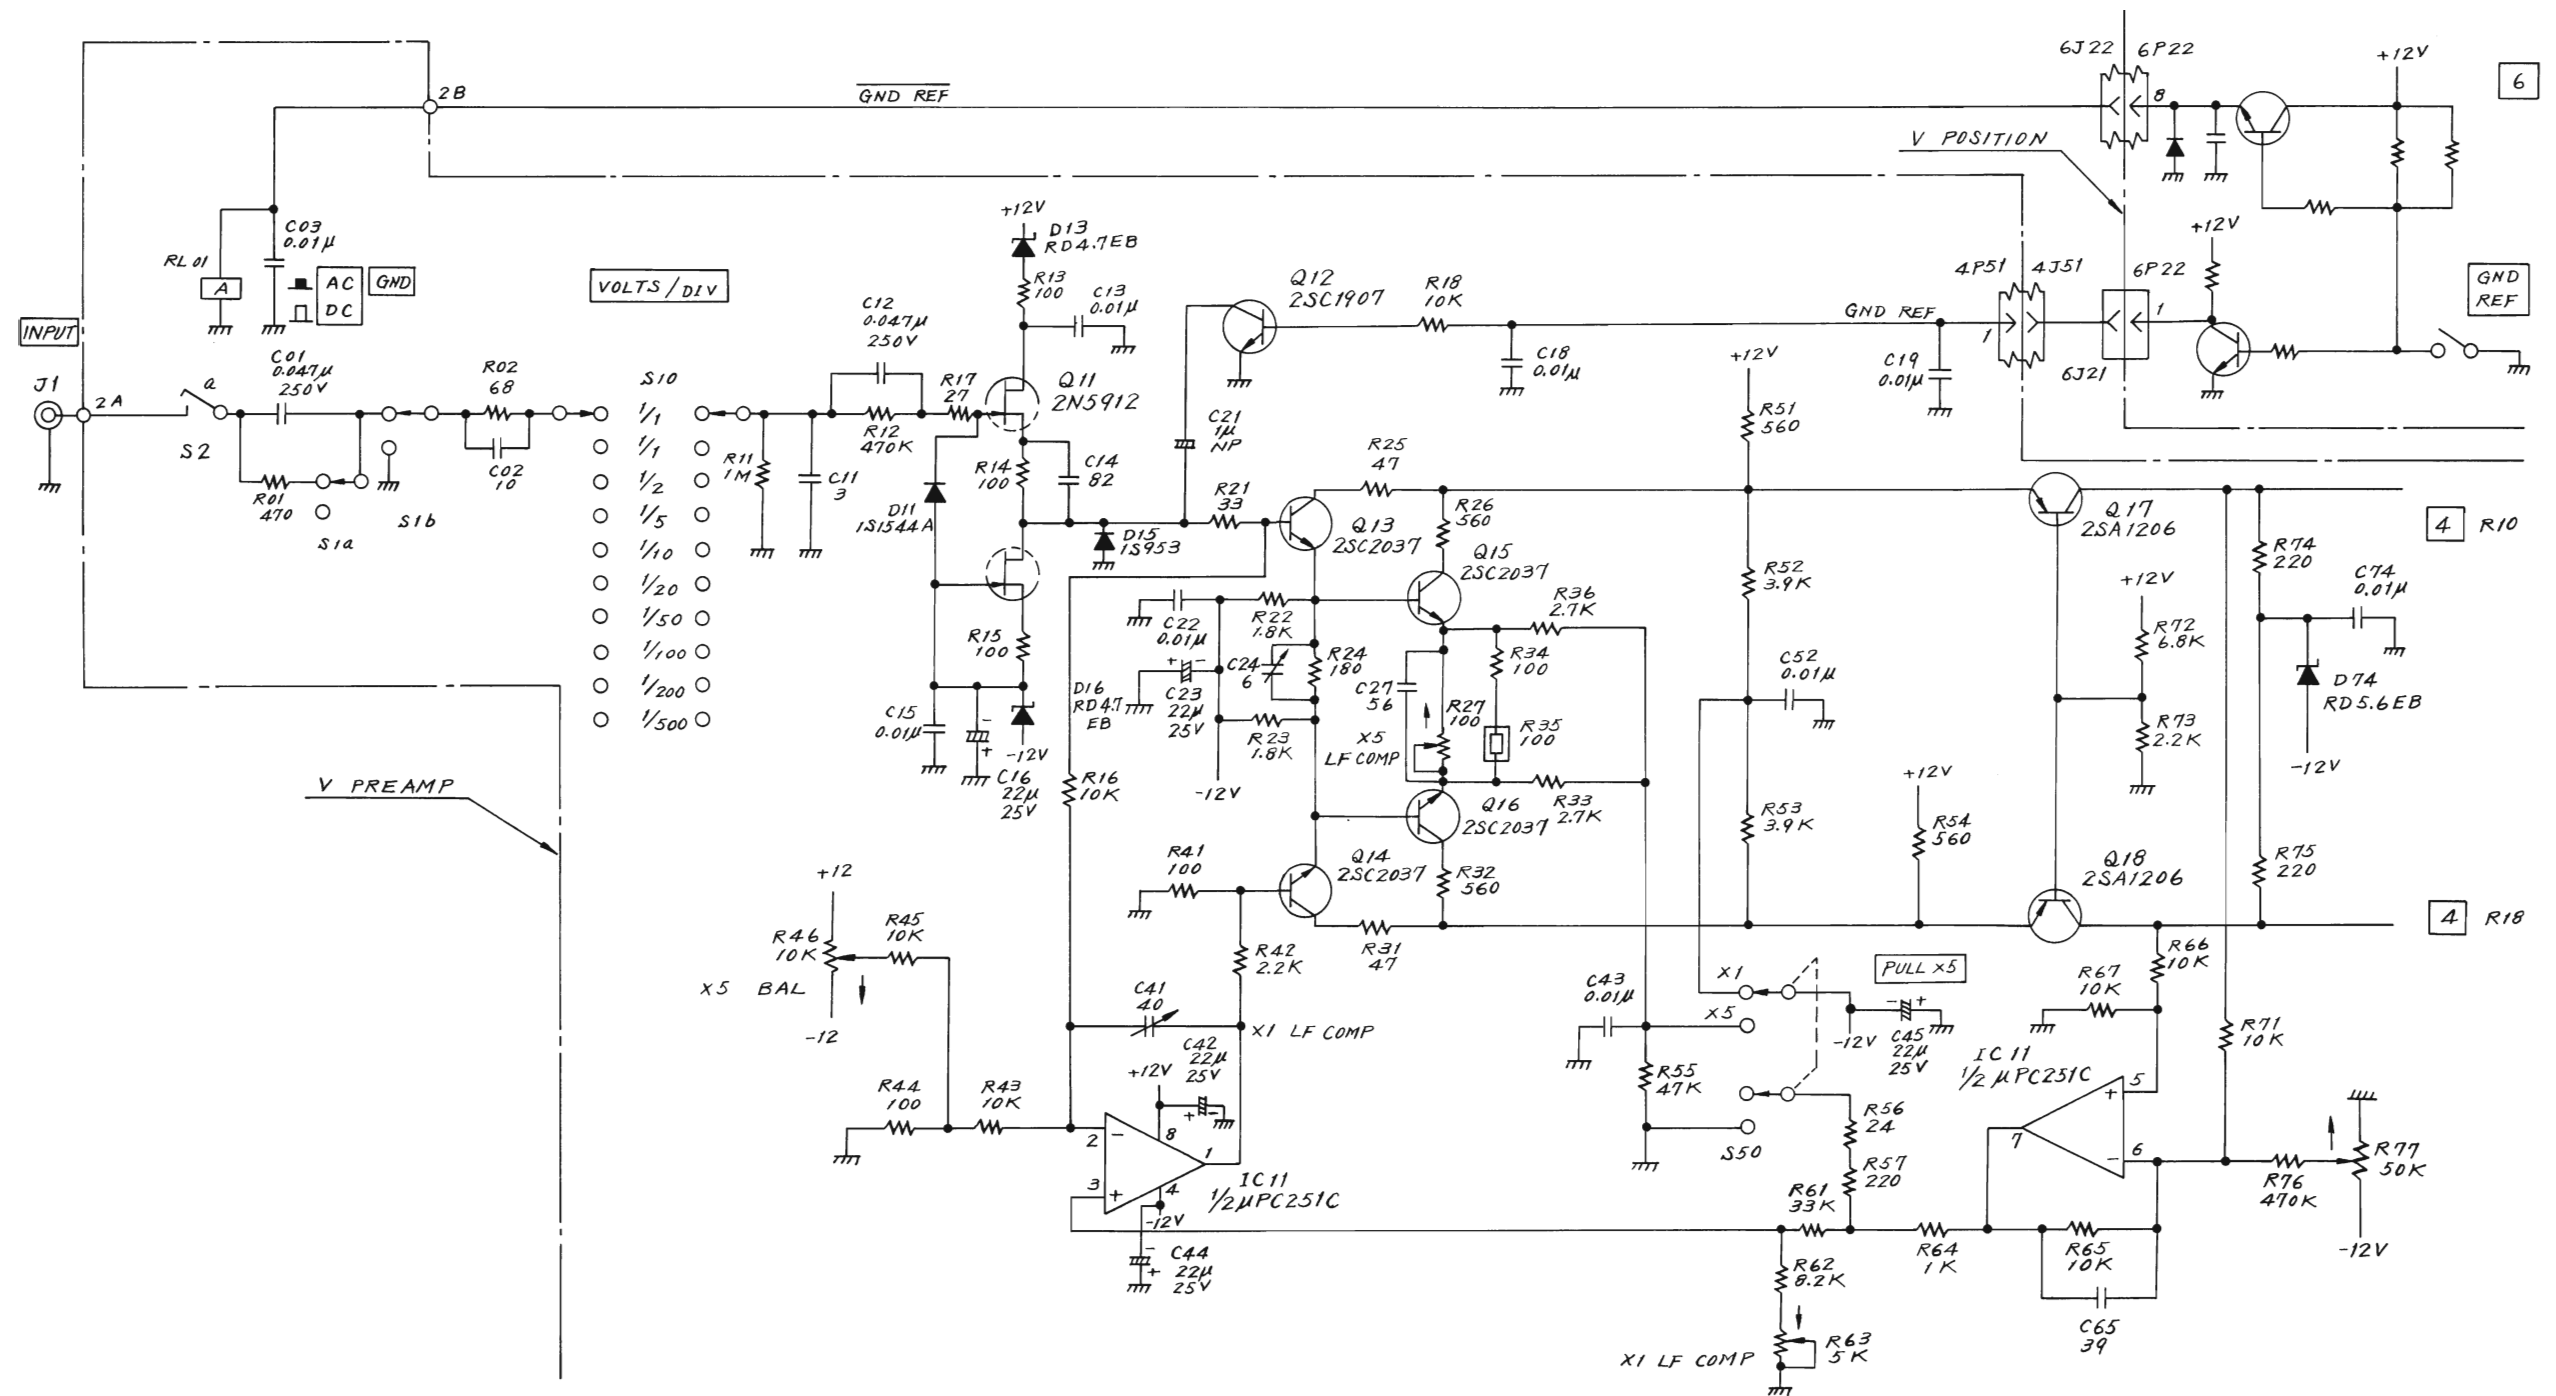 6J22
6P22
+12V
6
2B
GND REF
8
V POSITION
C03
0.01μ
RL01
A
AC
DC
GND
VOLTS/DIV
+12V
D13
RD4.7EB
R13
100
C13
0.01μ
C12
0.047μ
250V
Q12
2SC1907
R18
10K
GND REF
C18
0.01μ
C19
0.01μ
4P51
4J51
1
6P22
1
6J21
+12V
GND
REF
INPUT
J1
2A
a
S2
C01
0.047μ
250V
R01
470
S1a
S1b
R02
68
C02
10
S10
1/1
1/1
1/2
1/5
1/10
1/20
1/50
1/100
1/200
1/500
R11
1M
C11
3
R12
470K
R17
27
Q11
2N5912
D11
1S1544A
R14
100
C14
82
D15
1S953
C21
1μ
NP
R21
33
Q13
2SC2037
R25
47
R26
560
Q15
2SC2037
+12V
R51
560
R52
3.9K
R36
2.7K
Q17
2SA1206
4
R10
R74
220
C74
0.01μ
+12V
R72
6.8K
R73
2.2K
D74
RD5.6EB
-12V
C22
0.01μ
R22
1.8K
C24
6
R24
180
C23
22μ
25V
R23
1.8K
-12V
R15
100
D16
RD4.7
EB
C15
0.01μ
-12V
C16
22μ
25V
R16
10K
C27
56
R27
100
X5
LF COMP
R34
100
R35
100
C52
0.01μ
Q16
2SC2037
R33
2.7K
R53
3.9K
+12V
R54
560
V PREAMP
R41
100
Q14
2SC2037
R32
560
R31
47
R42
2.2K
Q18
2SA1206
R75
220
4
R18
+12
R46
10K
R45
10K
X5 BAL
-12
C41
40
X1 LF COMP
C42
22μ
25V
+12V
R44
100
R43
10K
2
-
8
1
3
+
4
-12V
IC11
1/2μPC251C
C44
22μ
25V
C43
0.01μ
X1
X5
PULL X5
-12V
C45
22μ
25V
R55
47K
S50
R56
24
R57
220
R61
33K
R62
8.2K
R63
5K
X1 LF COMP
R64
1K
R67
10K
R66
10K
IC11
1/2μPC251C
5
+
7
-
6
R71
10K
R76
470K
R77
50K
-12V
R65
10K
C65
39